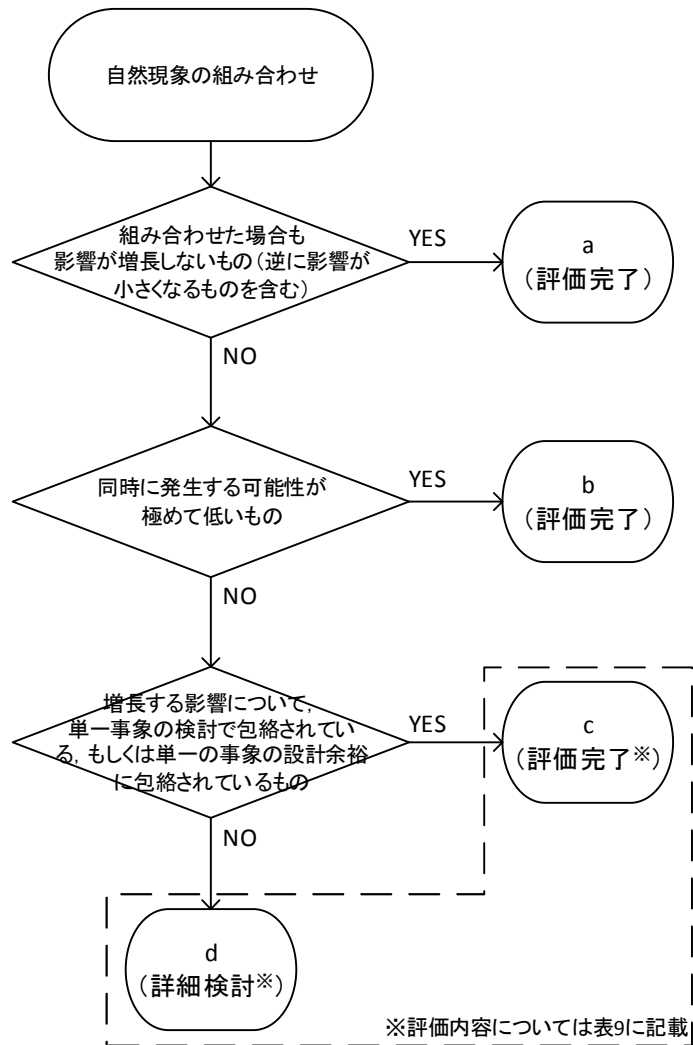 自然現象の組み合わせ
組み合わせた場合も
影響が増長しないもの(逆に影響が
小さくなるものを含む)
YES
a
(評価完了)
NO
同時に発生する可能性が
極めて低いもの
YES
b
(評価完了)
NO
増長する影響について,
単一事象の検討で包絡されてい
る, もしくは単一の事象の設計余裕
に包絡されているもの
YES
c
(評価完了※)
NO
d
(詳細検討※)
※評価内容については表9に記載